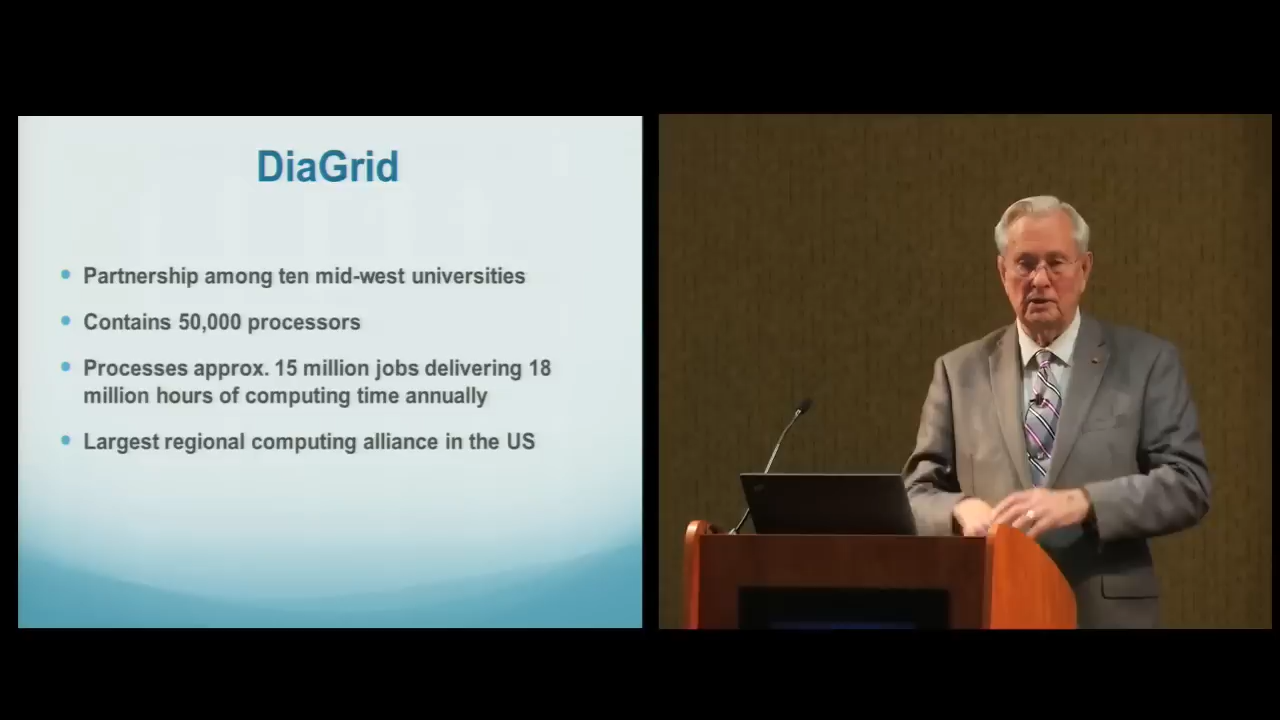 DiaGrid
• Partnership among ten mid-west universities
• Contains 50,000 processors
• Processes approx. 15 million jobs delivering 18
million hours of computing time annually
• Largest regional computing alliance in the US